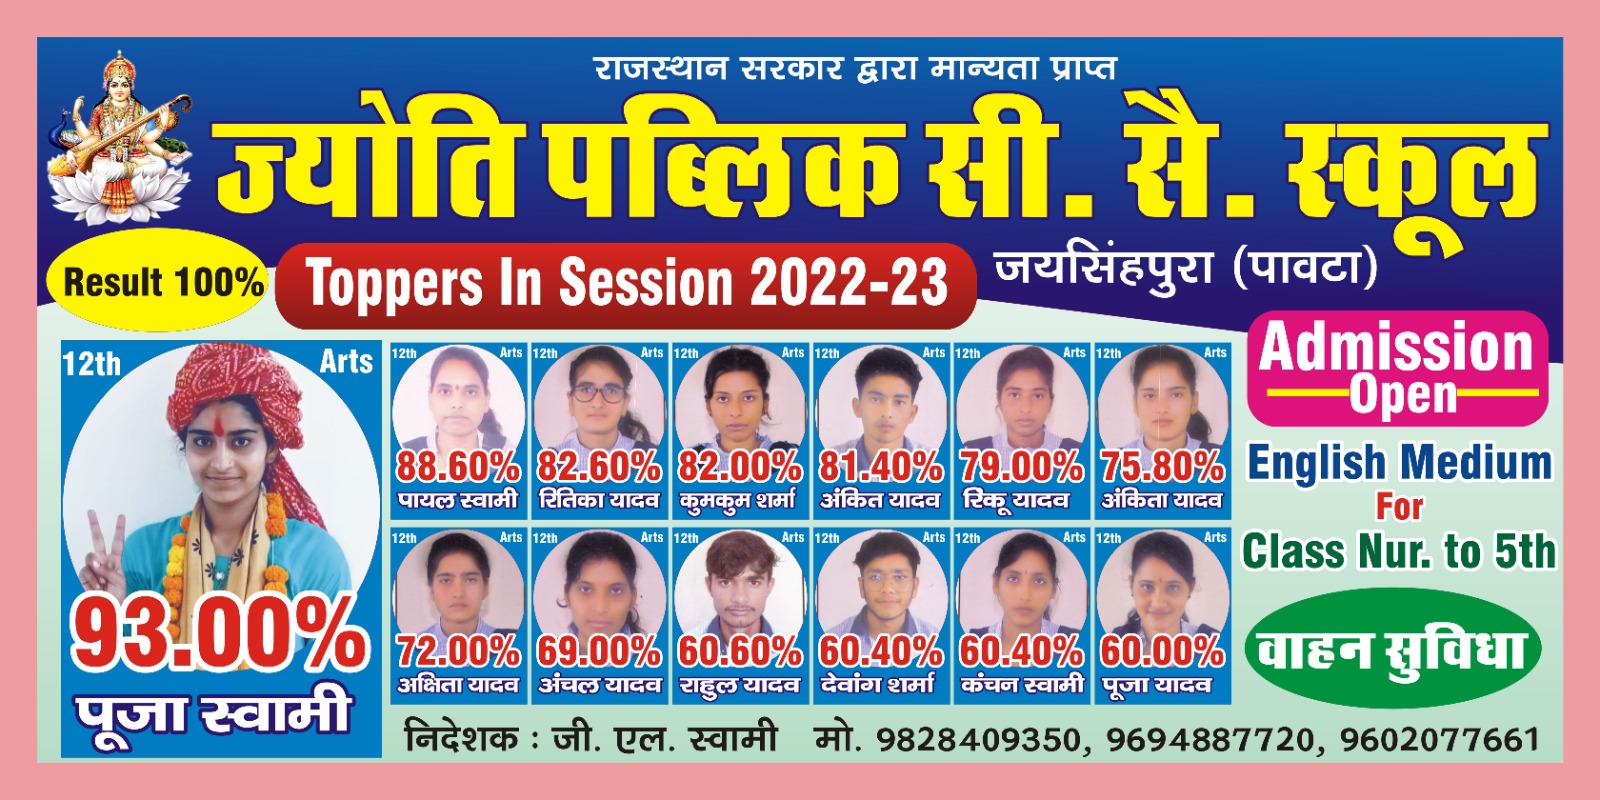 राजस्थान सरकार द्वारा मान्यता प्राप्त
ज्योति पब्लिक सी. सै. स्कूल
जयसिंहपुरा (पावटा)
Result 100%
Toppers In Session 2022-23
12th Arts
93.00%
पूजा स्वामी
12th Arts 12th Arts 12th Arts 12th Arts 12th Arts 12th Arts
88.60% 82.60% 82.00% 81.40% 79.00% 75.80%
पायल स्वामी रितिका यादव कुमकुम शर्मा अंकित यादव रिंकू यादव अंकिता यादव
12th Arts 12th Arts 12th Arts 12th Arts 12th Arts 12th Arts
72.00% 69.00% 60.60% 60.40% 60.40% 60.00%
अक्षिता यादव अंचल यादव राहुल यादव देवांग शर्मा कंचन स्वामी पूजा यादव
Admission
Open
English Medium
For
Class Nur. to 5th
वाहन सुविधा
निदेशक : जी. एल. स्वामी मो. 9828409350, 9694887720, 9602077661